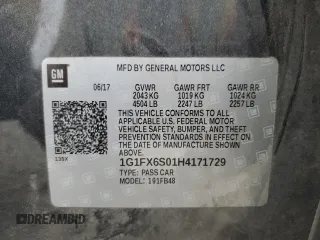 GM
MFD BY GENERAL MOTORS LLC
06/17 GVWR GAWR FRT GAWR RR
2043 KG 1019 KG 1024 KG
4504 LB 2247 LB 2257 LB
THIS VEHICLE CONFORMS TO ALL
APPLICABLE U.S. FEDERAL MOTOR
VEHICLE SAFETY, BUMPER, AND THEFT
PREVENTION STANDARDS IN EFFECT
ON THE DATE OF MANUFACTURE
SHOWN ABOVE.
1G1FX6S01H4171729
TYPE: PASS CAR
MODEL: 191FB48
DREAMBID